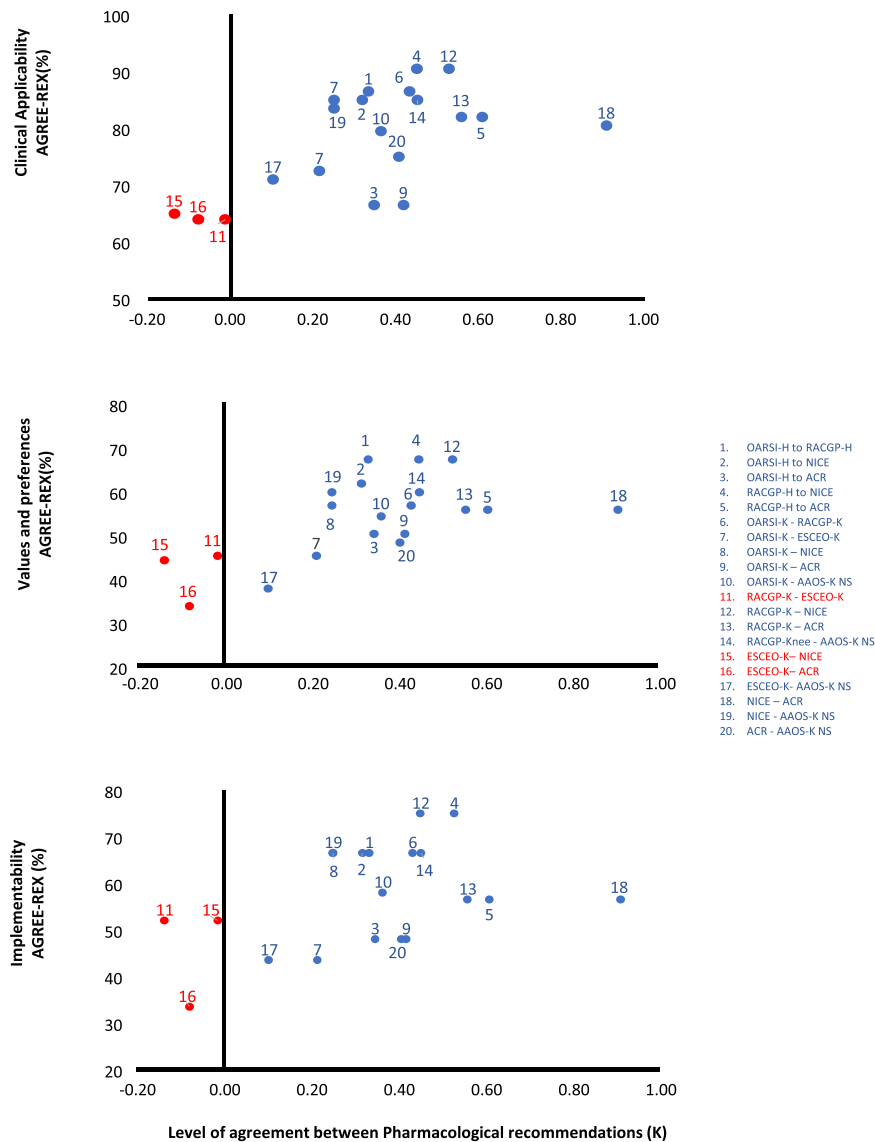 Clinical Applicability
AGREE-REX(%)
100
90
80
70
60
50
4 12
7 1 6
19 2 14 13
10 5 18
20
17 7
3 9
15 16
11
-0.20 0.00 0.20 0.40 0.60 0.80 1.00
Values and preferences
AGREE-REX(%)
80
70
60
50
40
30
20
1 4 12
19 2 14
8 10 6 13 5 18
9
3 20
15 11 7
17
16
-0.20 0.00 0.20 0.40 0.60 0.80 1.00
1. OARSI-H to RACGP-H
2. OARSI-H to NICE
3. OARSI-H to ACR
4. RACGP-H to NICE
5. RACGP-H to ACR
6. OARSI-K - RACGP-K
7. OARSI-K - ESCEO-K
8. OARSI-K – NICE
9. OARSI-K – ACR
10. OARSI-K - AAOS-K NS
11. RACGP-K - ESCEO-K
12. RACGP-K – NICE
13. RACGP-K – ACR
14. RACGP-Knee - AAOS-K NS
15. ESCEO-K– NICE
16. ESCEO-K– ACR
17. ESCEO-K- AAOS-K NS
18. NICE – ACR
19. NICE - AAOS-K NS
20. ACR - AAOS-K NS
Implementability
AGREE-REX (%)
80
70
60
50
40
30
20
12 4
19 1 6
8 2 14
10 13 18
5
11 15 3 9
17 7 20
16
-0.20 0.00 0.20 0.40 0.60 0.80 1.00
Level of agreement between Pharmacological recommendations (K)